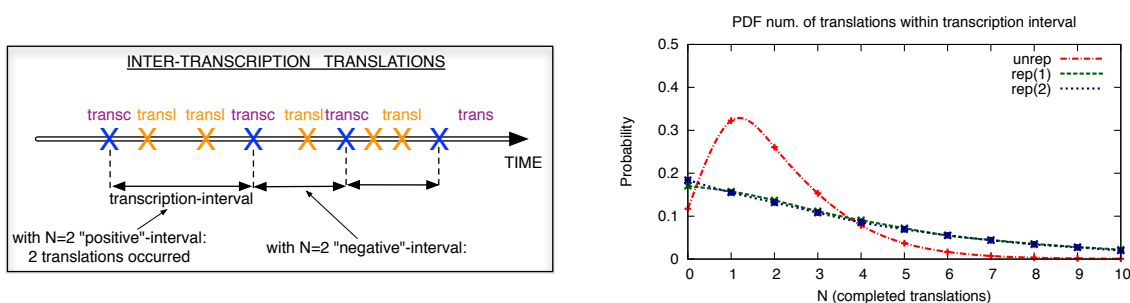 INTER-TRANSCRIPTION TRANSLATIONS
transc transl transl transc transl transc transl trans
TIME
transcription-interval
with N=2 "positive"-interval:
2 translations occurred
with N=2 "negative"-interval:
PDF num. of translations within transcription interval
unrep
rep(1)
rep(2)
0.5
0.4
0.3
0.2
0.1
0
Probability
0 1 2 3 4 5 6 7 8 9 10
N (completed translations)